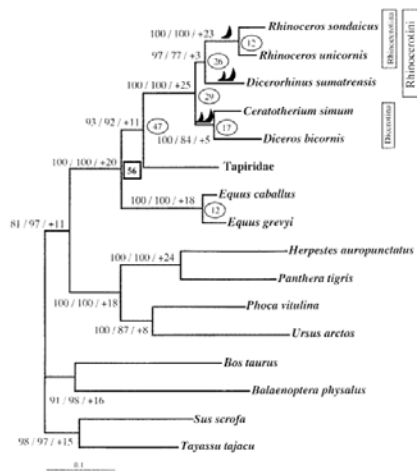 100 / 100 / +23
Rhinoceros sondaicus
12
97 / 77 / +3
Rhinoceros unicornis
26
Dicerorhinus sumatrensis
100 / 100 / +25
29
Ceratotherium simum
93 / 92 / +11
17
47
100 / 84 / +5
Diceros bicornis
100 / 100 / +20
56
Tapiridae
Equus caballus
100 / 100 / +18
12
Equus grevyi
81 / 97 / +11
Herpestes auropunctatus
100 / 100 / +24
Panthera tigris
100 / 100 / +18
Phoca vitulina
100 / 87 / +8
Ursus arctos
Bos taurus
91 / 98 / +16
Balaenoptera physalus
Sus scrofa
98 / 97 / +15
Tayassu tajacu
0.1
Rhinocerotina
Dicerotina
Rhinocerotini